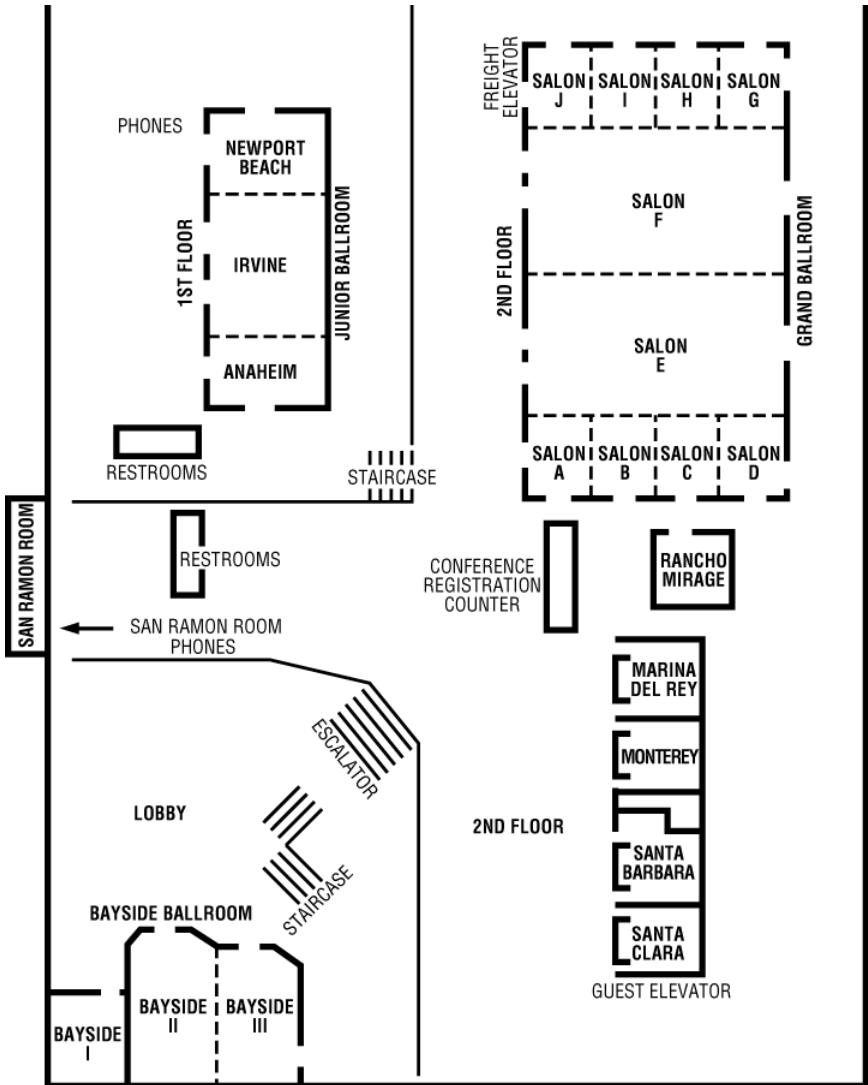 FREIGHT
ELEVATOR
SALON
J
SALON
I
SALON
H
SALON
G
PHONES
NEWPORT
BEACH
1ST FLOOR
IRVINE
JUNIOR BALLROOM
ANAHEIM
2ND FLOOR
SALON
F
GRAND BALLROOM
SALON
E
SALON
A
SALON
B
SALON
C
SALON
D
RESTROOMS
STAIRCASE
SAN RAMON ROOM
RESTROOMS
CONFERENCE
REGISTRATION
COUNTER
RANCHO
MIRAGE
SAN RAMON ROOM
PHONES
MARINA
DEL REY
ESCALATOR
MONTEREY
LOBBY
2ND FLOOR
SANTA
BARBARA
STAIRCASE
BAYSIDE BALLROOM
SANTA
CLARA
GUEST ELEVATOR
BAYSIDE
I
BAYSIDE
II
BAYSIDE
III